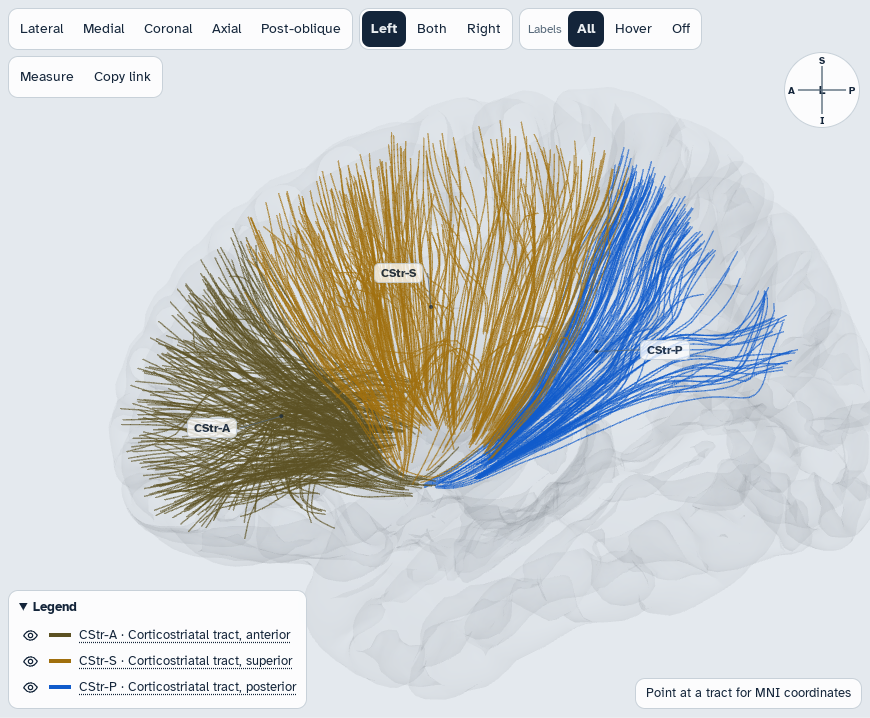 Lateral Medial Coronal Axial Post-oblique Left Both Right Labels All Hover Off
Measure Copy link
S
A L P
I
CStr-S
CStr-P
CStr-A
▼ Legend
CStr-A · Corticostriatal tract, anterior
CStr-S · Corticostriatal tract, superior
CStr-P · Corticostriatal tract, posterior
Point at a tract for MNI coordinates